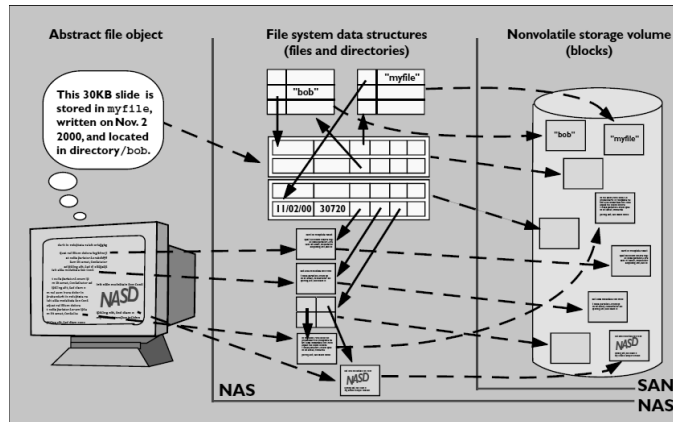 Abstract file object
File system data structures
(files and directories)
Nonvolatile storage volume
(blocks)
This 30KB slide is
stored in myfile,
written on Nov. 2
2000, and located
in directory/bob.
"bob"
"myfile"
11/02/00 30720
NASD
NASD
"bob"
"myfile"
NASD
NAS
SAN
NAS